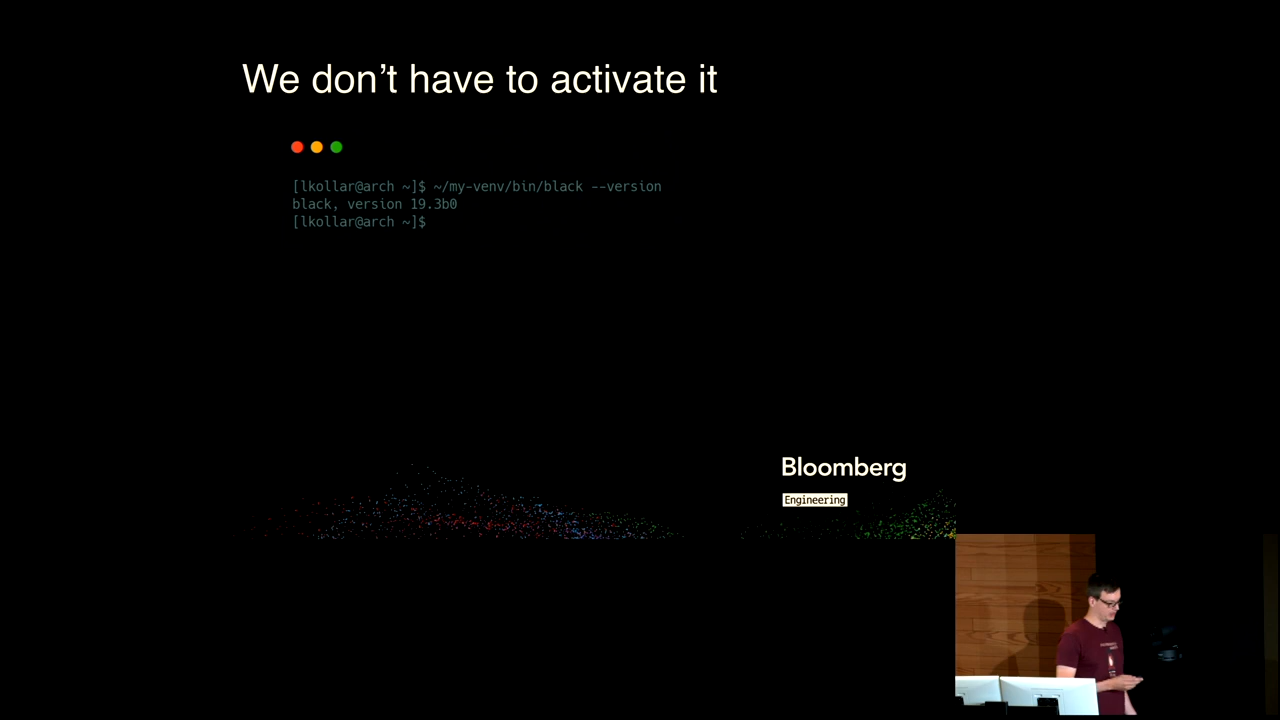 We don’t have to activate it
[lkollar@arch ~]$ ~/my-venv/bin/black --version
black, version 19.3b0
[lkollar@arch ~]$
Bloomberg
Engineering